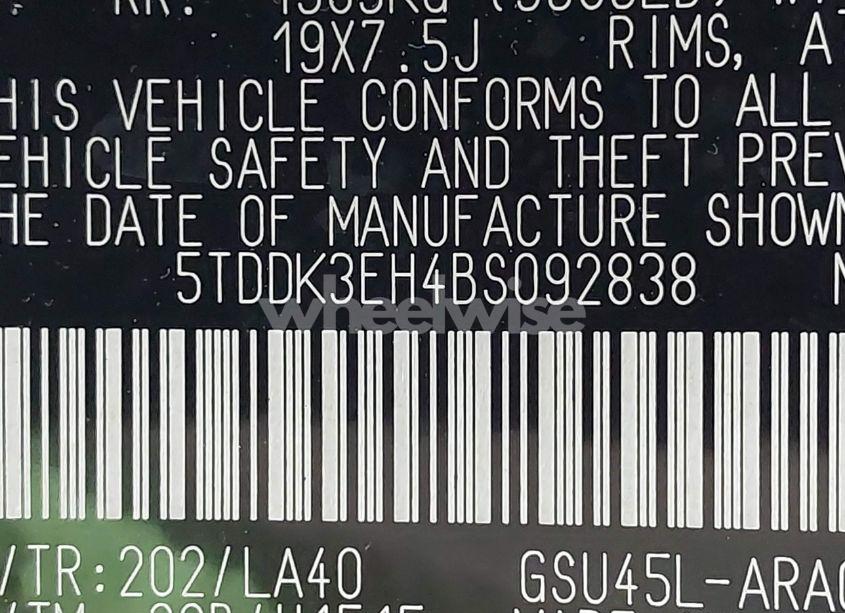 19X7.5J RIMS, A
HIS VEHICLE CONFORMS TO ALL
EHICLE SAFETY AND THEFT PREV
HE DATE OF MANUFACTURE SHOWN
5TDDK3EH4BS092838
wheelwise
/TR:202/LA40 GSU45L-ARA